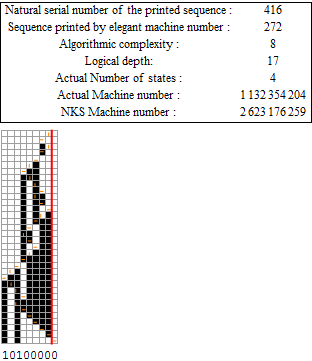 Natural serial number of the printed sequence : 416
Sequence printed by elegant machine number : 272
Algorithmic complexity : 8
Logical depth: 17
Actual Number of states : 4
Actual Machine number : 1 132 354 204
NKS Machine number : 2 623 176 259
10100000